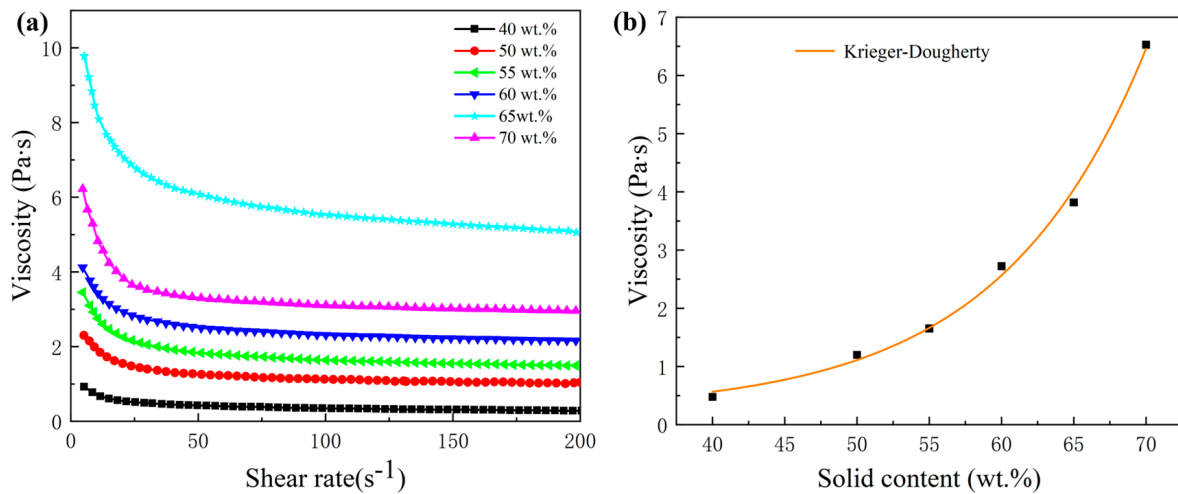 (a)
40 wt.%
50 wt.%
55 wt.%
60 wt.%
65wt.%
70 wt.%
10
8
6
4
2
0
Viscosity (Pa·s)
0
50
100
150
200
Shear rate(s-1)
(b)
Krieger-Dougherty
7
6
5
4
3
2
1
0
Viscosity (Pa·s)
40
45
50
55
60
65
70
Solid content (wt.%)